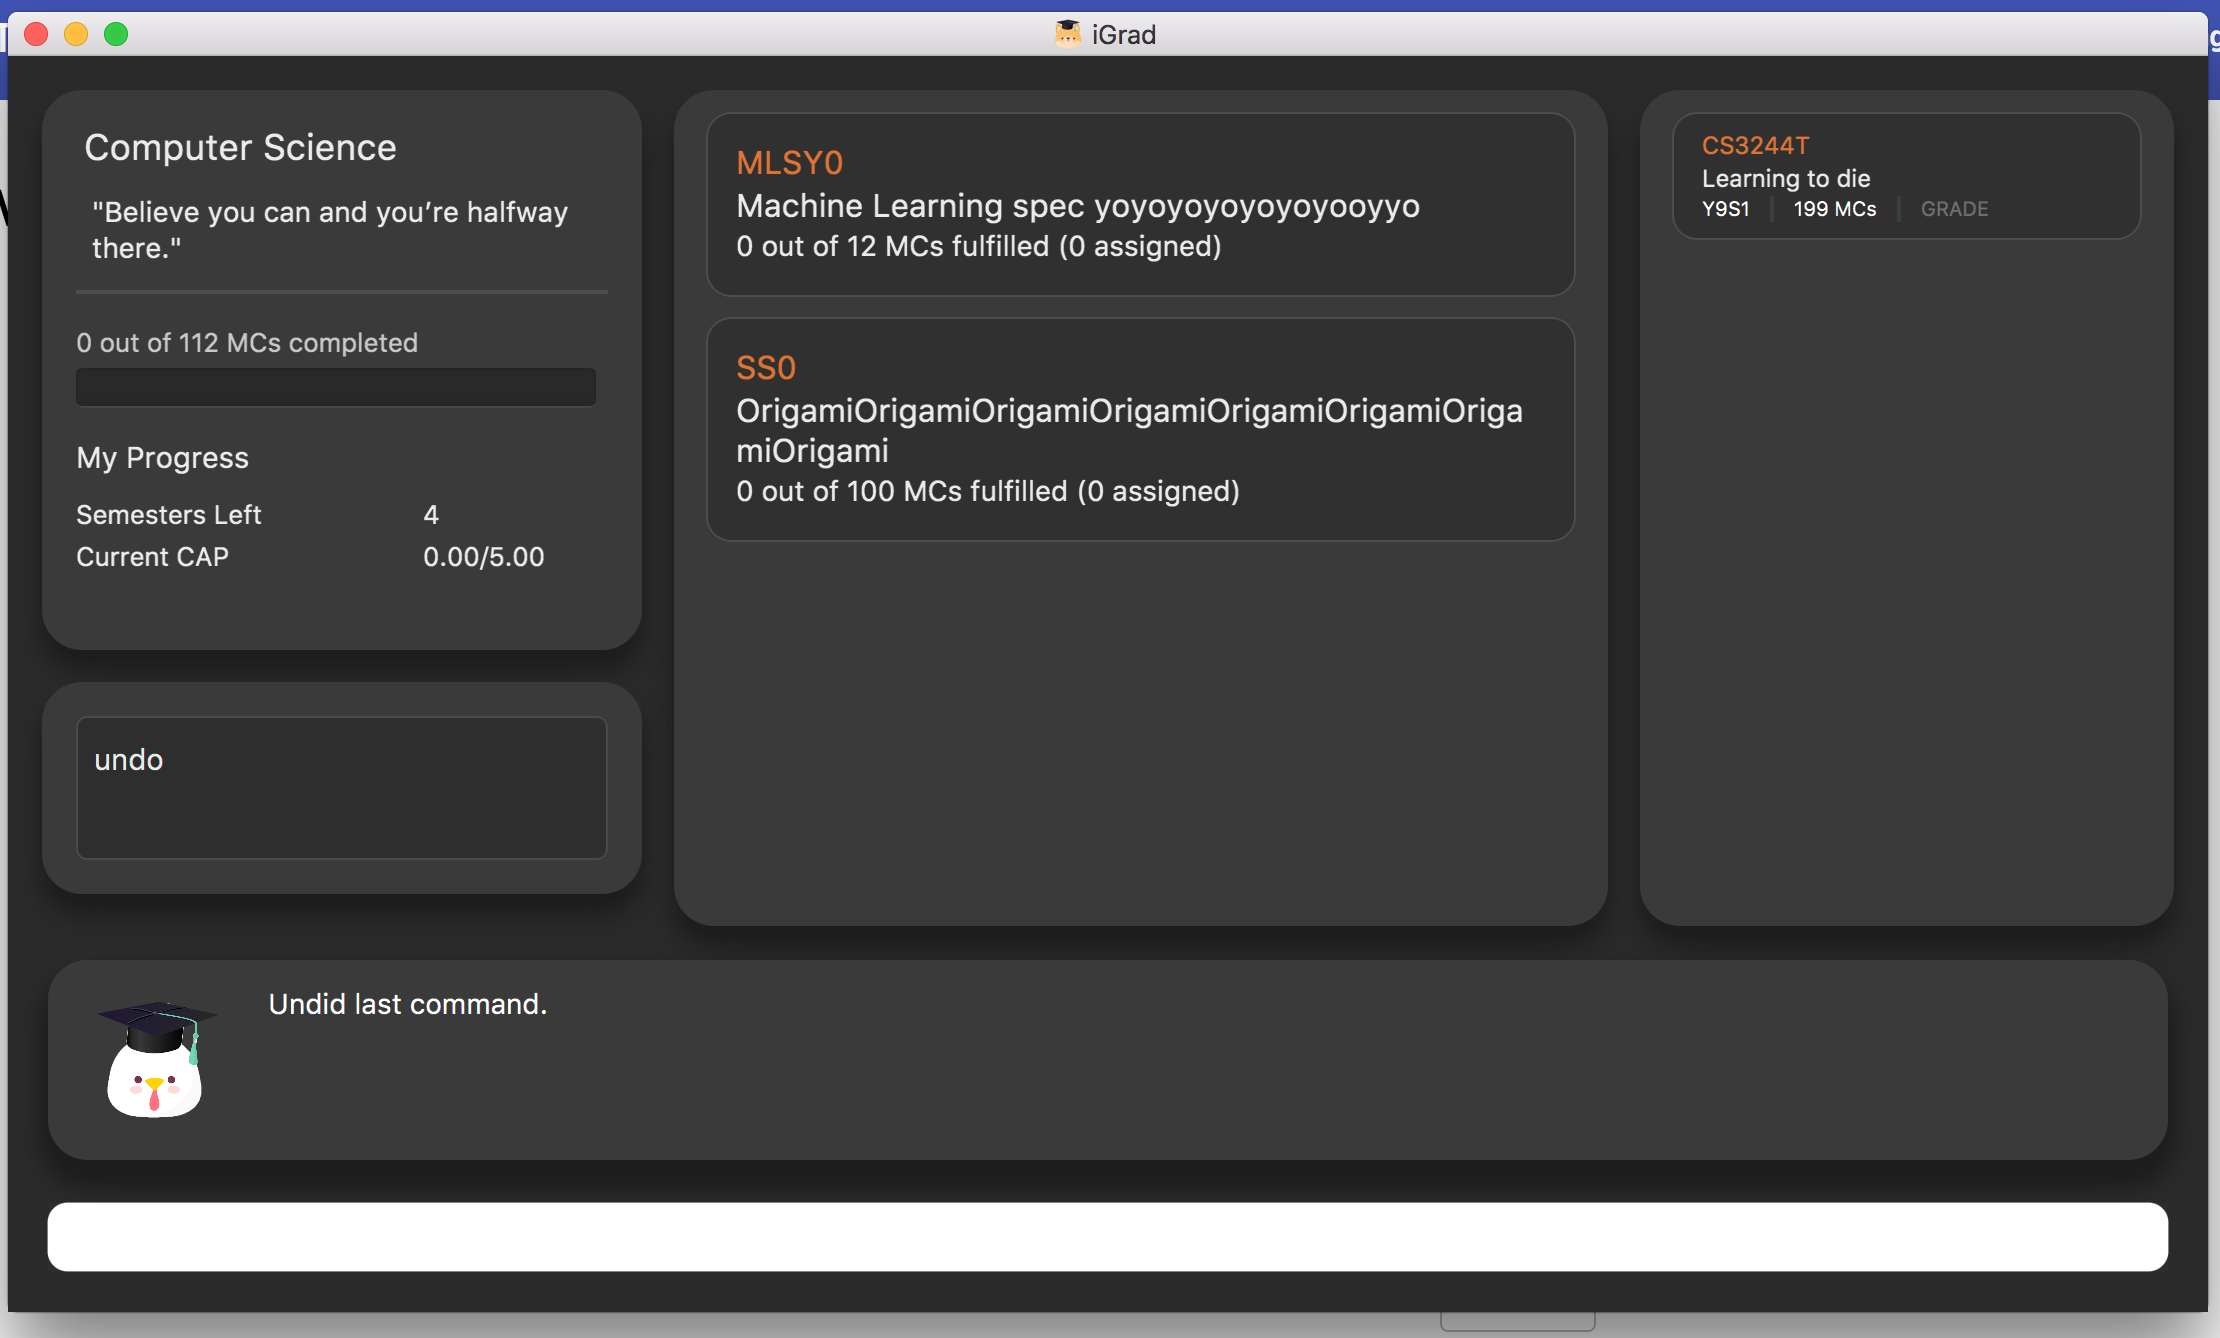 iGrad
Computer Science
"Believe you can and you’re halfway
there."
0 out of 112 MCs completed
My Progress
Semesters Left 4
Current CAP 0.00/5.00
undo
MLSY0
Machine Learning spec yoyoyoyoyoyoyooyyo
0 out of 12 MCs fulfilled (0 assigned)
SS0
OrigamiOrigamiOrigamiOrigamiOrigamiOrigamiOriga
miOrigami
0 out of 100 MCs fulfilled (0 assigned)
CS3244T
Learning to die
Y9S1 199 MCs GRADE
Undid last command.